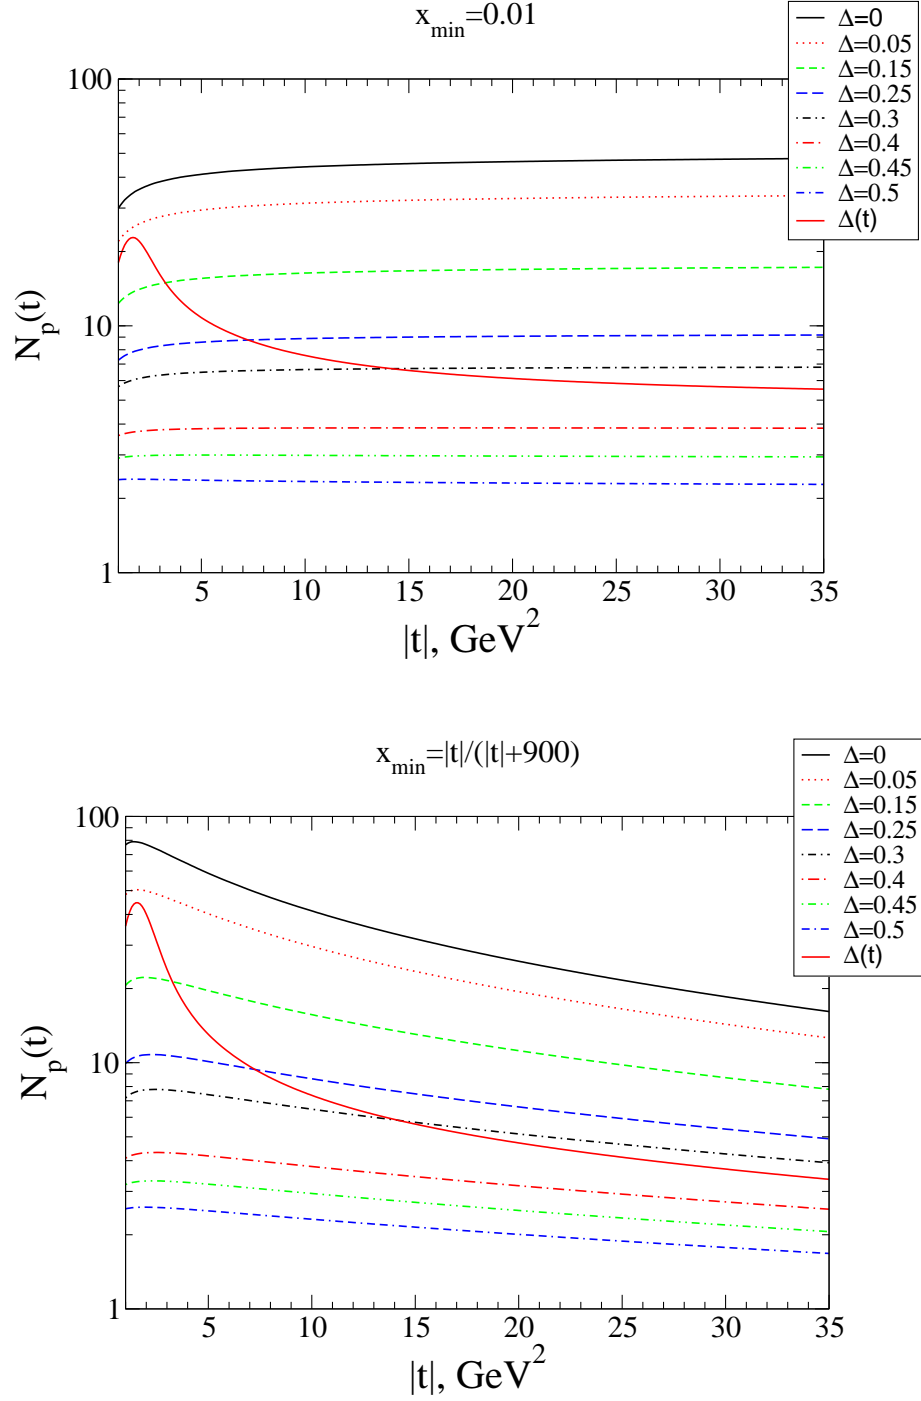 x_min=0.01
Δ=0
Δ=0.05
Δ=0.15
Δ=0.25
Δ=0.3
Δ=0.4
Δ=0.45
Δ=0.5
Δ(t)
100
10
1
N_p(t)
5 10 15 20 25 30 35
|t|, GeV^2
x_min=|t|/(|t|+900)
Δ=0
Δ=0.05
Δ=0.15
Δ=0.25
Δ=0.3
Δ=0.4
Δ=0.45
Δ=0.5
Δ(t)
100
10
1
N_p(t)
5 10 15 20 25 30 35
|t|, GeV^2